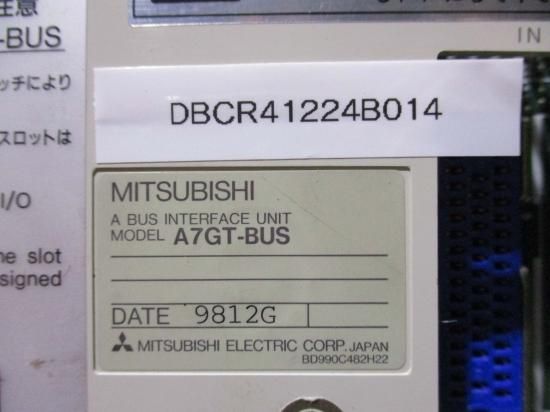 注意
-BUS
ッチにより
スロットは
I/O
ne slot
signed
IN
DBCR41224B014
MITSUBISHI
A BUS INTERFACE UNIT
MODEL A7GT-BUS
DATE 9812G
MITSUBISHI ELECTRIC CORP. JAPAN
BD990C482H22